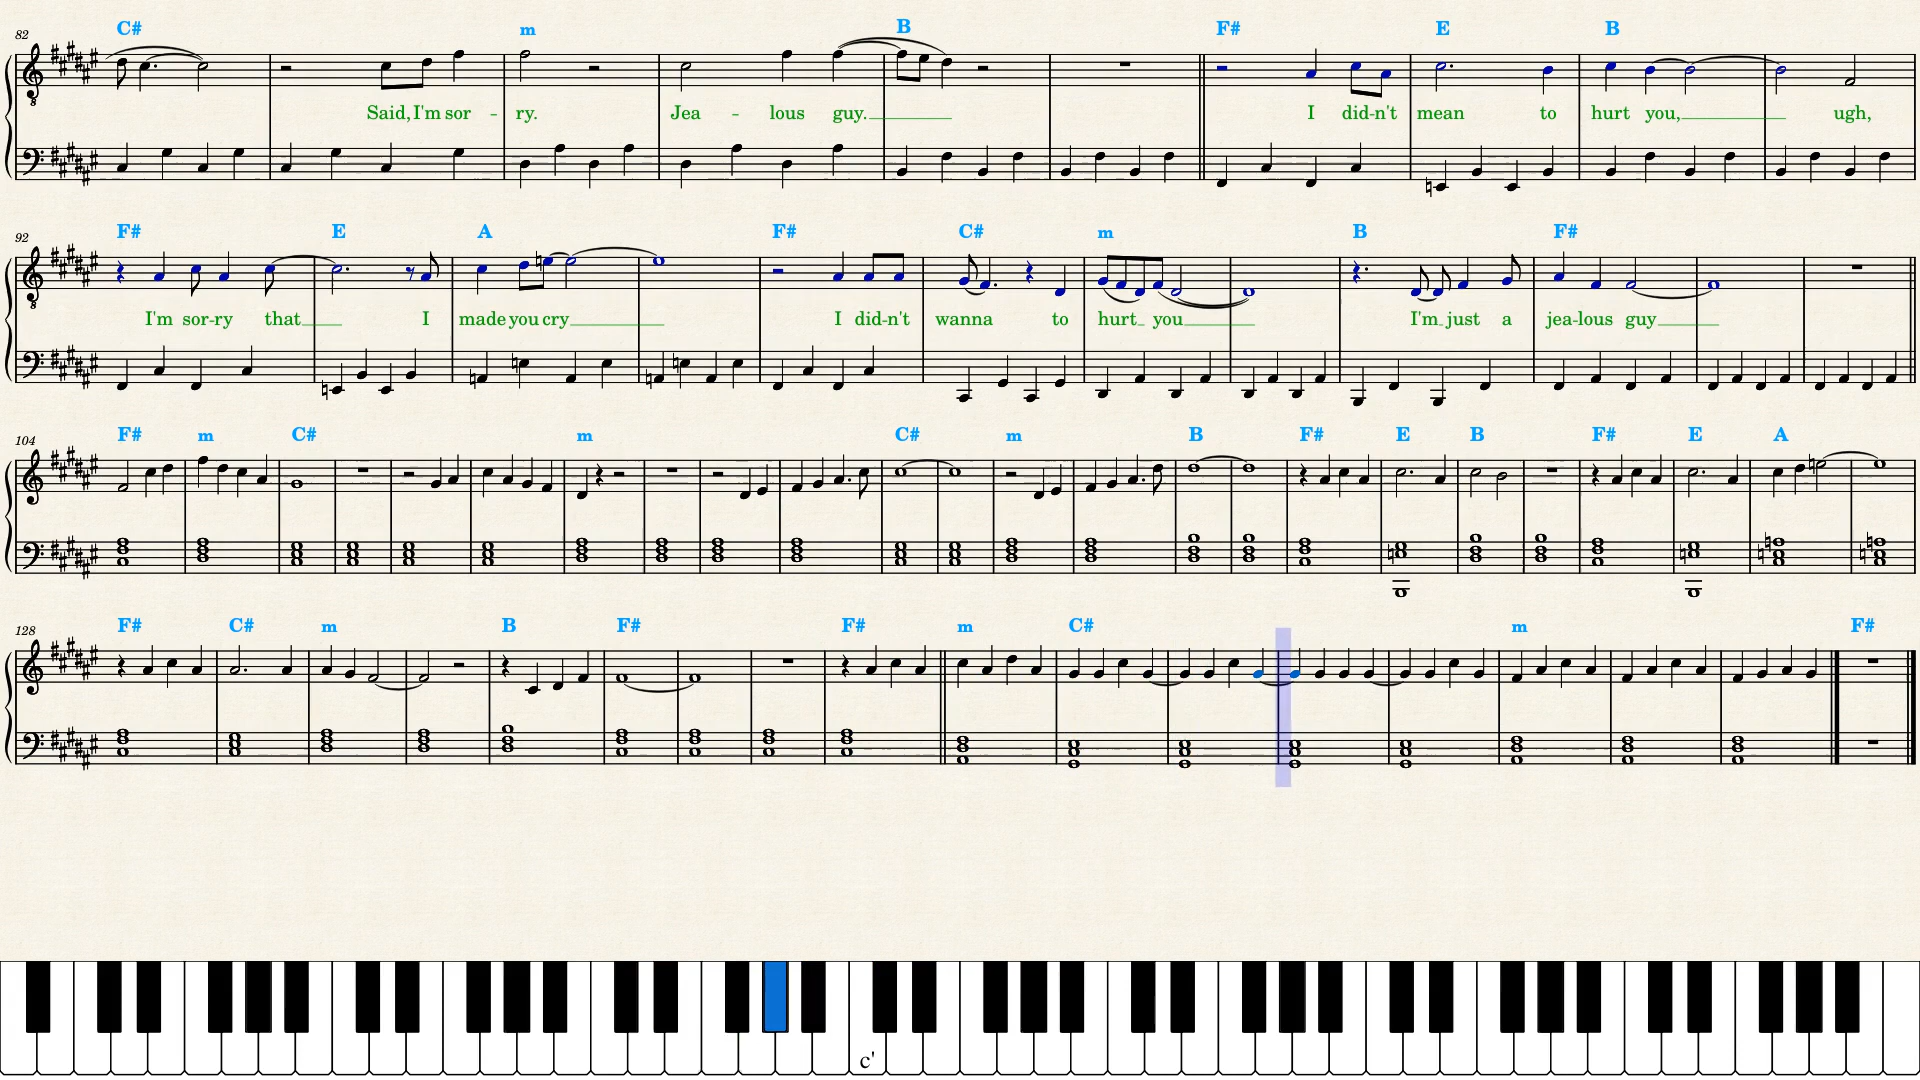 82 C# m B F# E B
Said, I'm sor - ry. Jea - lous guy. I did-n't mean to hurt you, ugh,
92 F# E A F# C# m B F#
I'm sor-ry that I made you cry I did-n't wanna to hurt you I'm just a jea-lous guy
104 F# m C# m C# m B F# E B F# E A
128 F# C# m B F# F# m C# m F#
c'